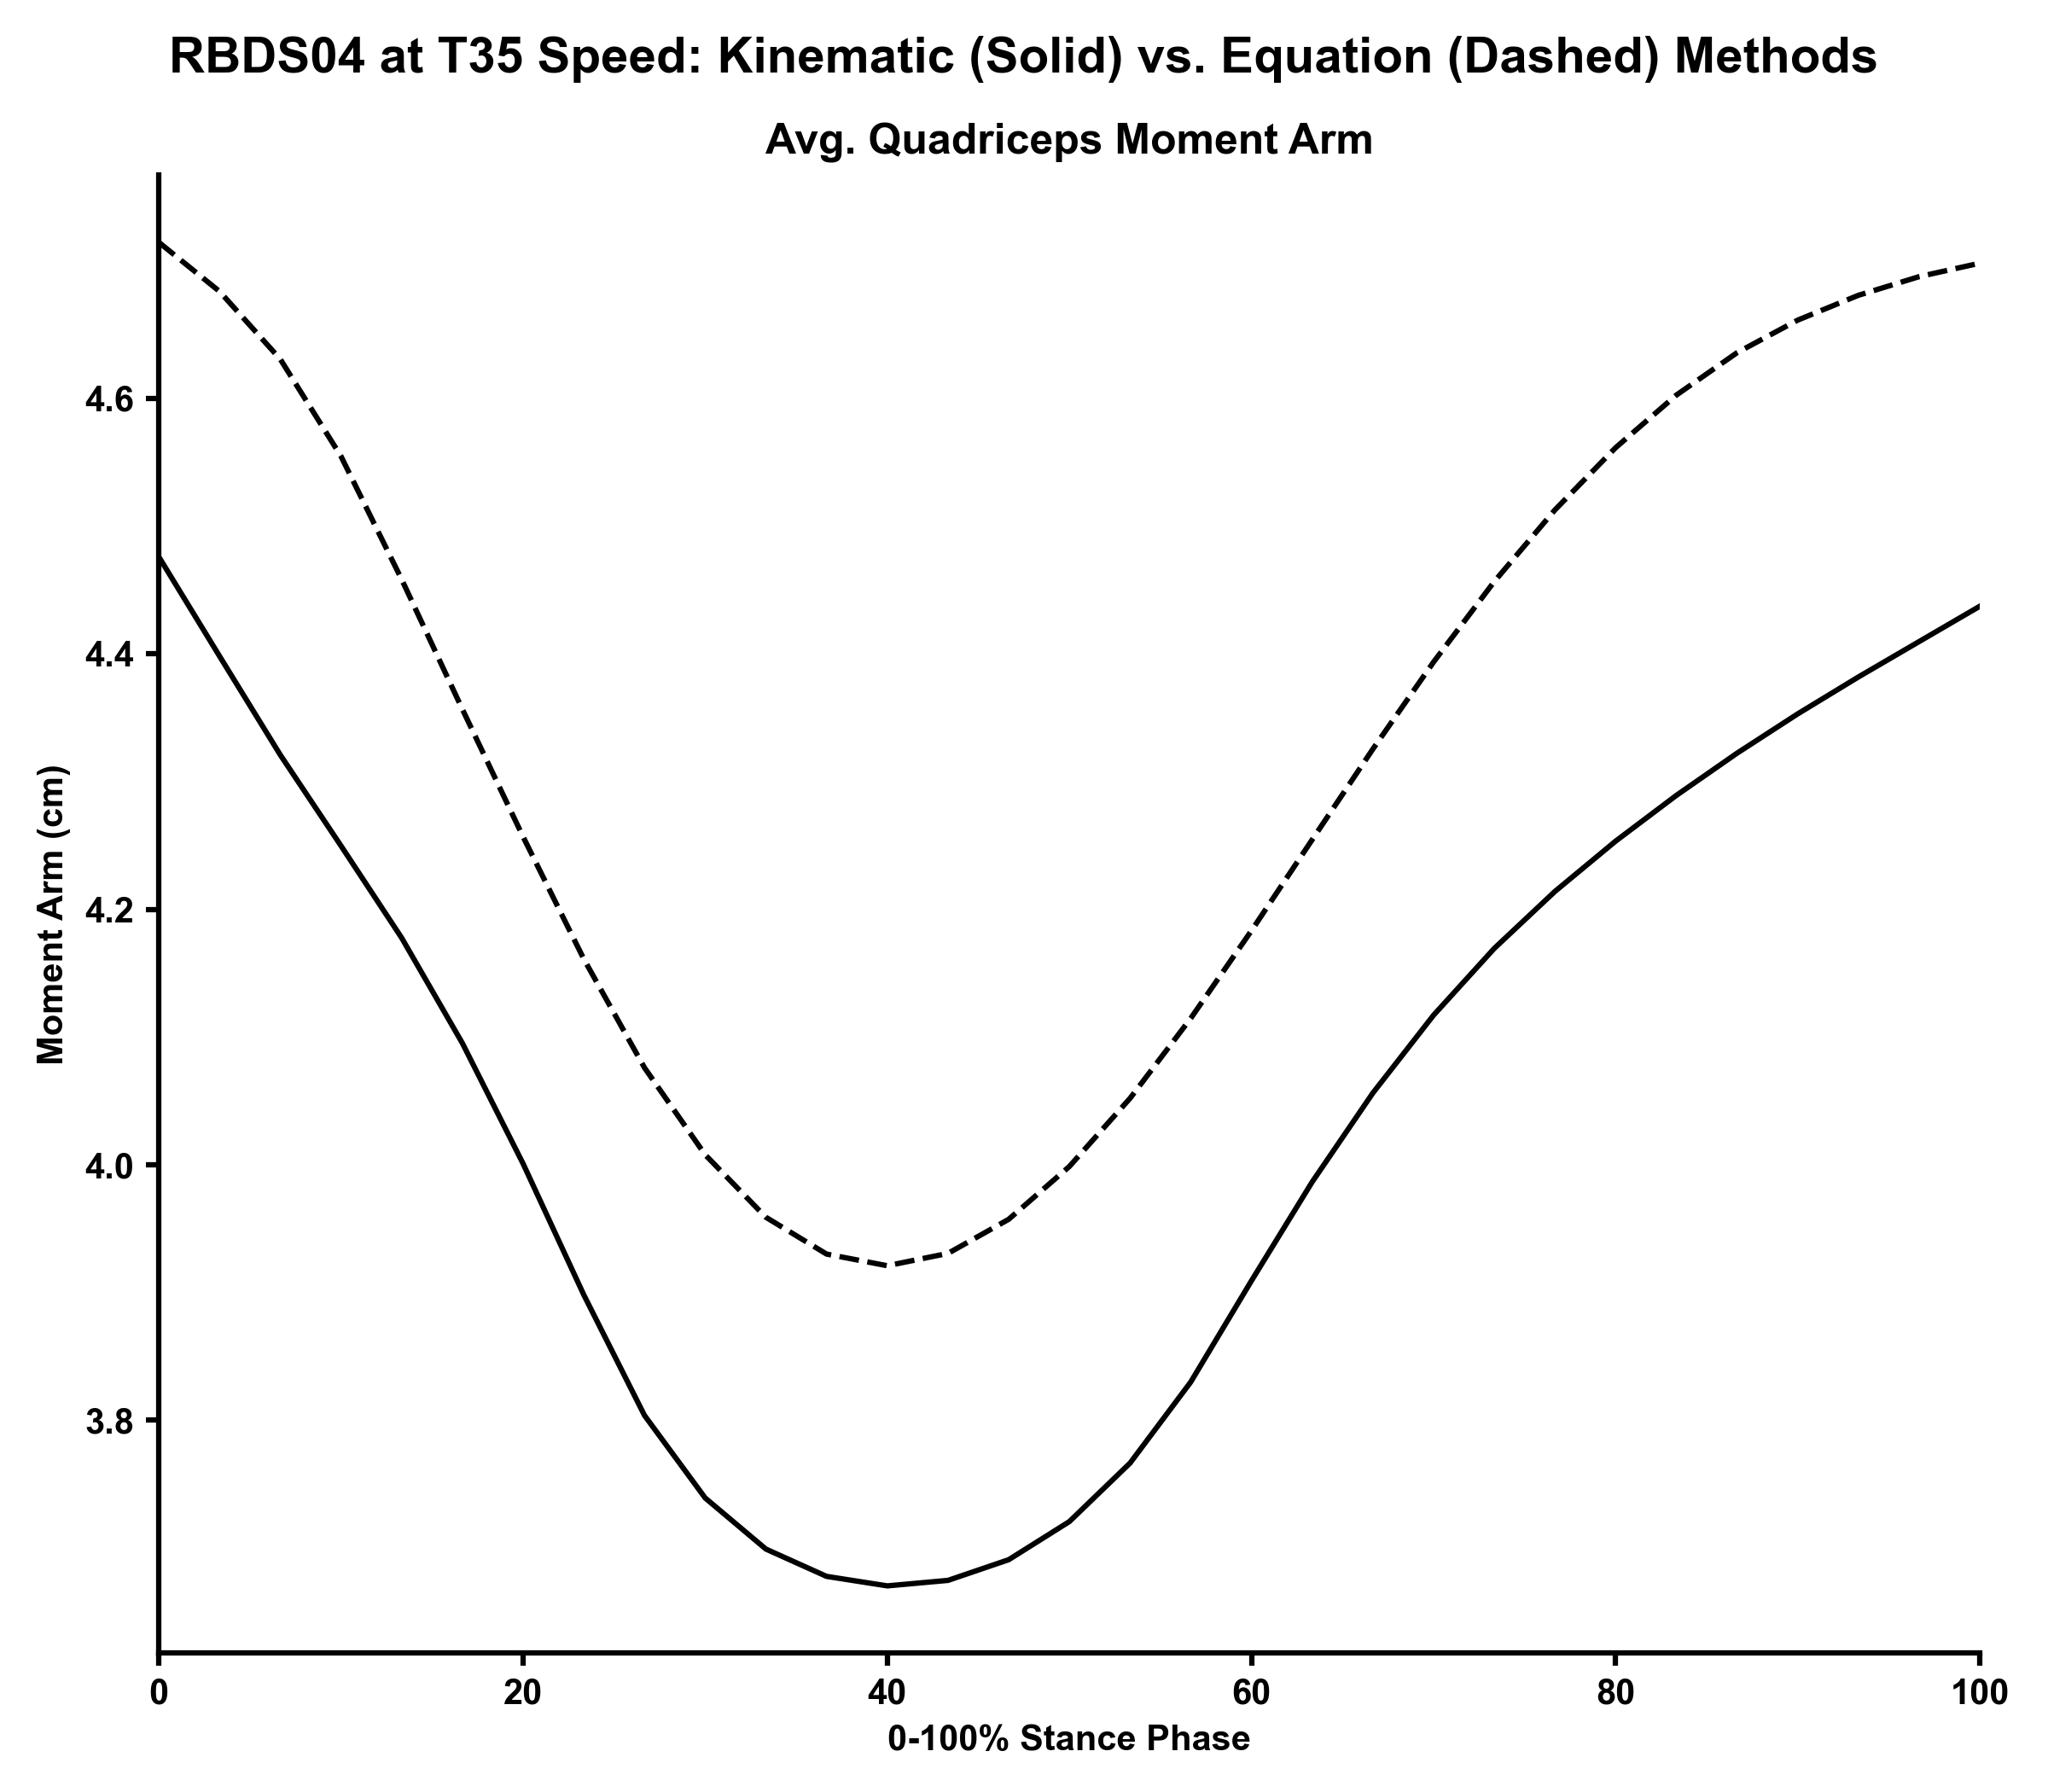 RBDS04 at T35 Speed: Kinematic (Solid) vs. Equation (Dashed) Methods
Avg. Quadriceps Moment Arm
Moment Arm (cm)
4.6
4.4
4.2
4.0
3.8
0 20 40 60 80 100
0-100% Stance Phase